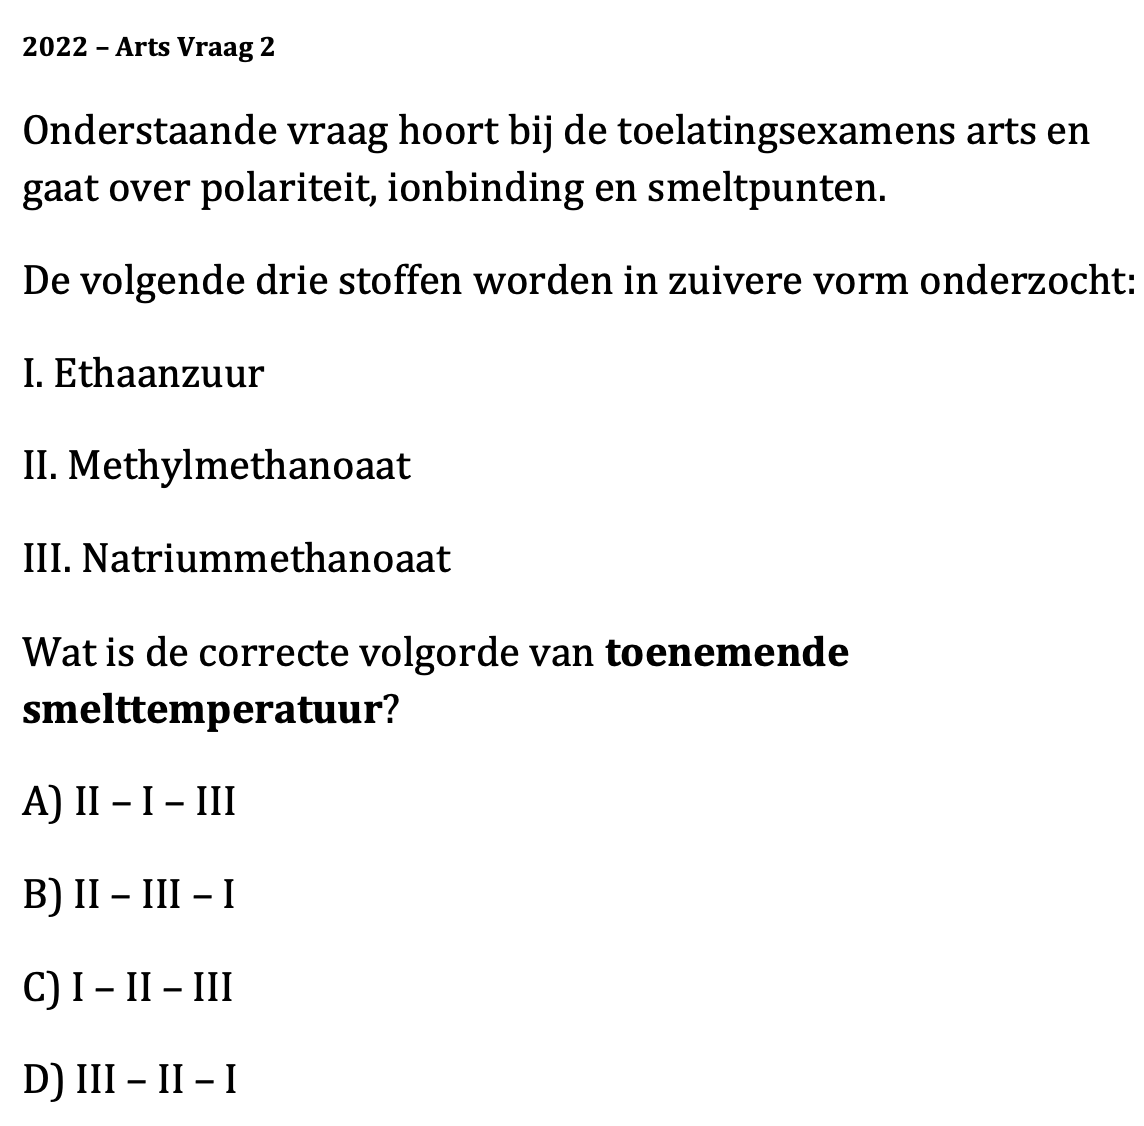 2022 – Arts Vraag 2
Onderstaande vraag hoort bij de toelatingsexamens arts en
gaat over polariteit, ionbinding en smeltpunten.
De volgende drie stoffen worden in zuivere vorm onderzocht:
I. Ethaanzuur
II. Methylmethanoaat
III. Natriummethanoaat
Wat is de correcte volgorde van toenemende
smelttemperatuur?
A) II – I – III
B) II – III – I
C) I – II – III
D) III – II – I